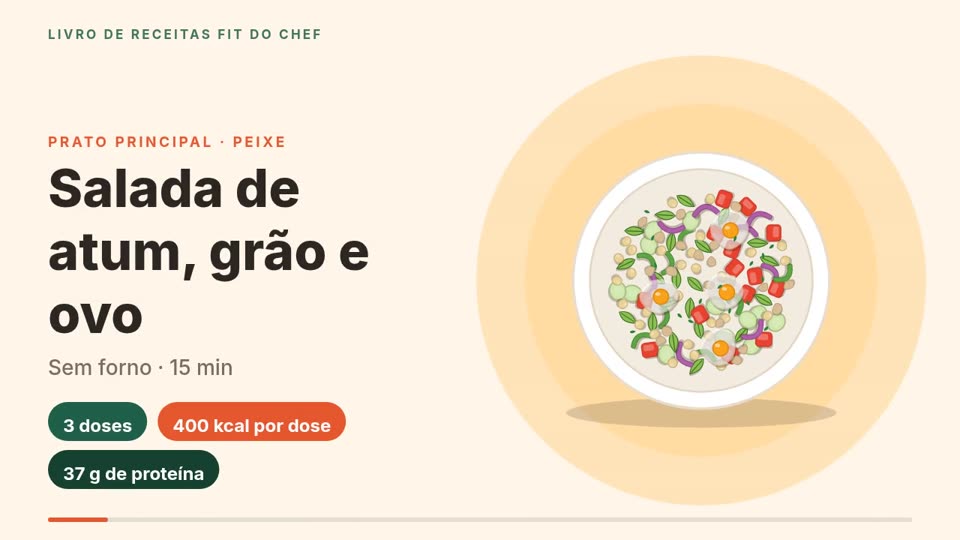 LIVRO DE RECEITAS FIT DO CHEF
PRATO PRINCIPAL · PEIXE
Salada de
atum, grão e
ovo
Sem forno · 15 min
3 doses
400 kcal por dose
37 g de proteína